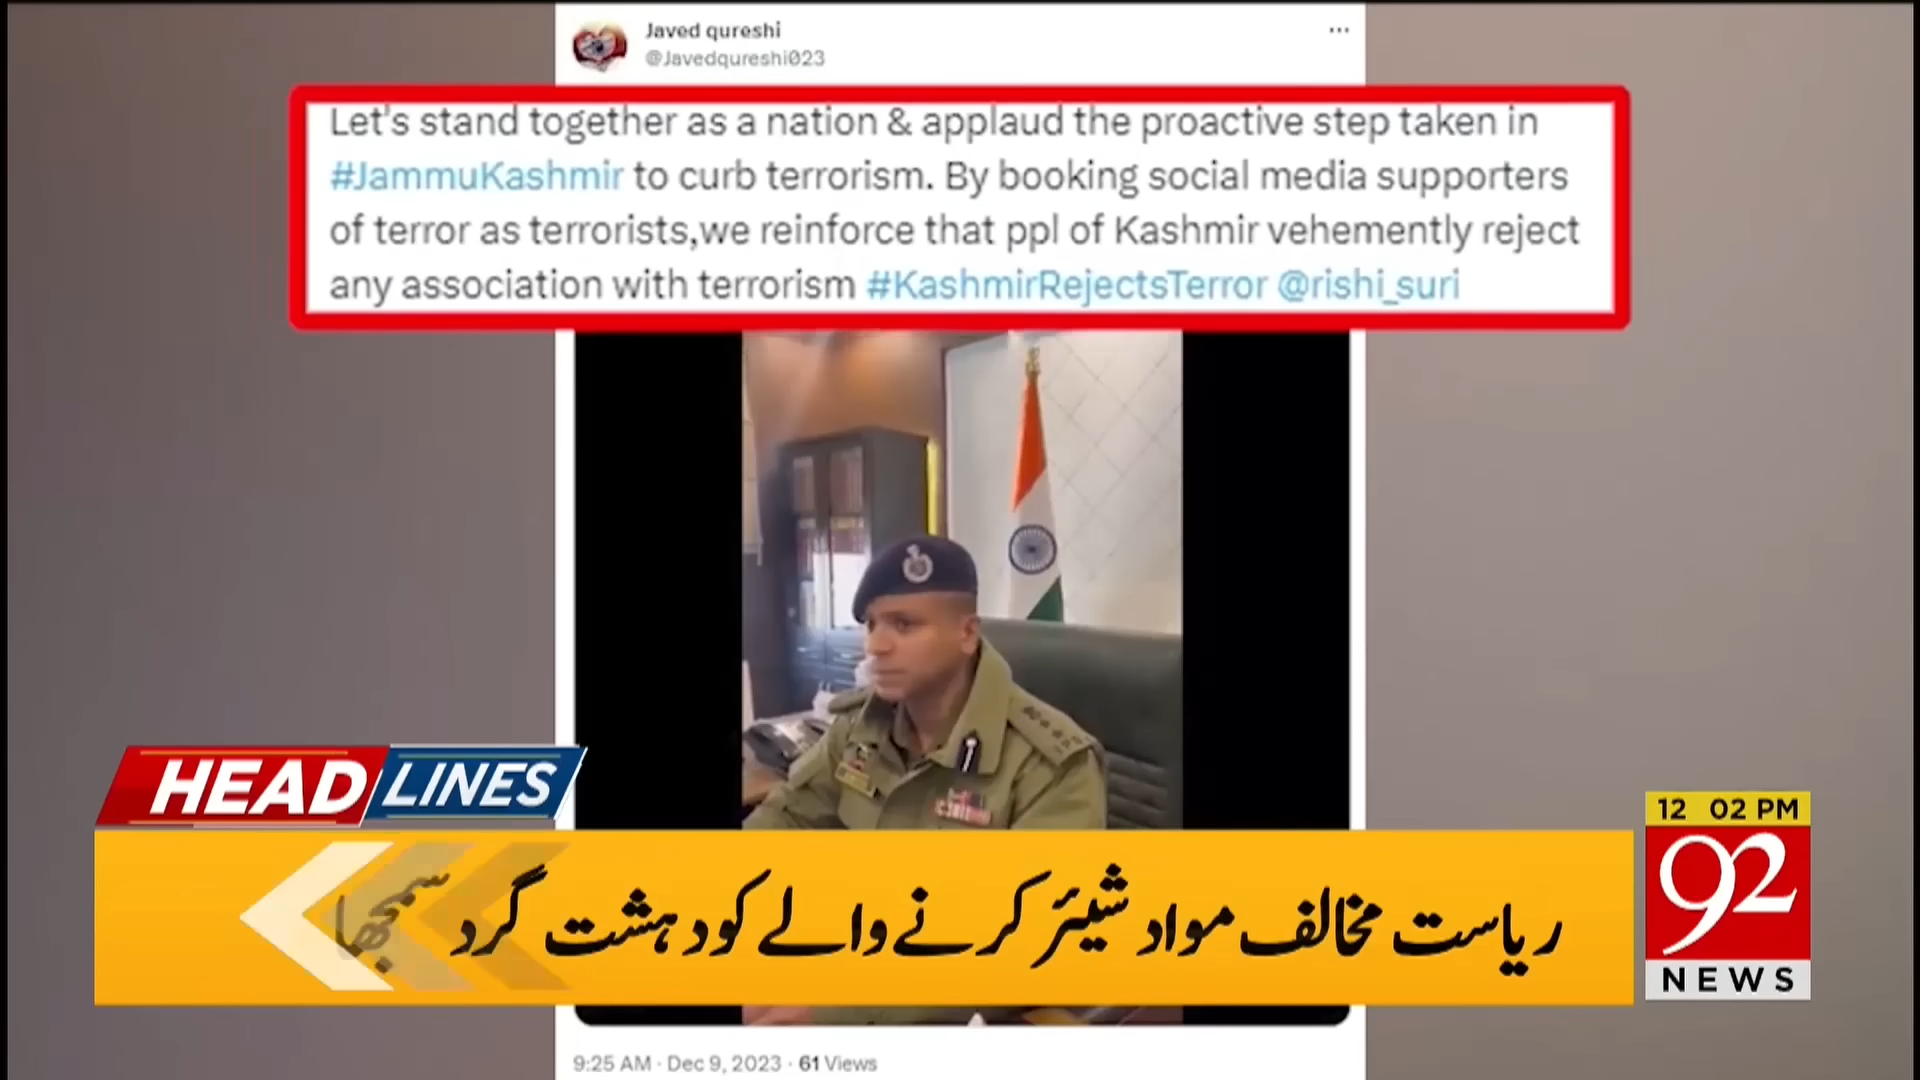 Javed qureshi
@Javedqureshi023
Let's stand together as a nation & applaud the proactive step taken in
#JammuKashmir to curb terrorism. By booking social media supporters
of terror as terrorists,we reinforce that ppl of Kashmir vehemently reject
any association with terrorism #KashmirRejectsTerror @rishi_suri
HEADLINES
12 02 PM
92
NEWS
ریاست مخالف مواد شیئر کرنے والے کو دہشت گرد سمجھا
9:25 AM · Dec 9, 2023 · 61 Views